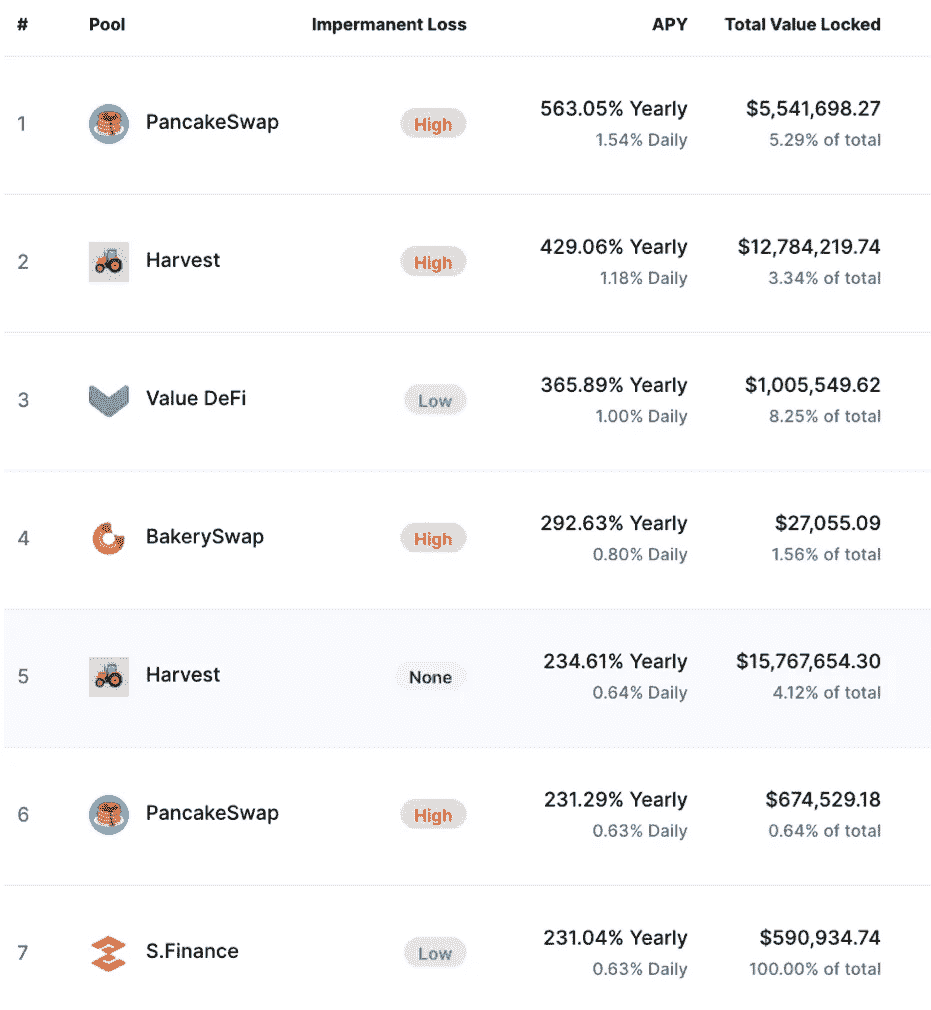 # Pool Impermanent Loss APY Total Value Locked
1 PancakeSwap High 563.05% Yearly $5,541,698.27
1.54% Daily 5.29% of total
2 Harvest High 429.06% Yearly $12,784,219.74
1.18% Daily 3.34% of total
3 Value DeFi Low 365.89% Yearly $1,005,549.62
1.00% Daily 8.25% of total
4 BakerySwap High 292.63% Yearly $27,055.09
0.80% Daily 1.56% of total
5 Harvest None 234.61% Yearly $15,767,654.30
0.64% Daily 4.12% of total
6 PancakeSwap High 231.29% Yearly $674,529.18
0.63% Daily 0.64% of total
7 S.Finance Low 231.04% Yearly $590,934.74
0.63% Daily 100.00% of total